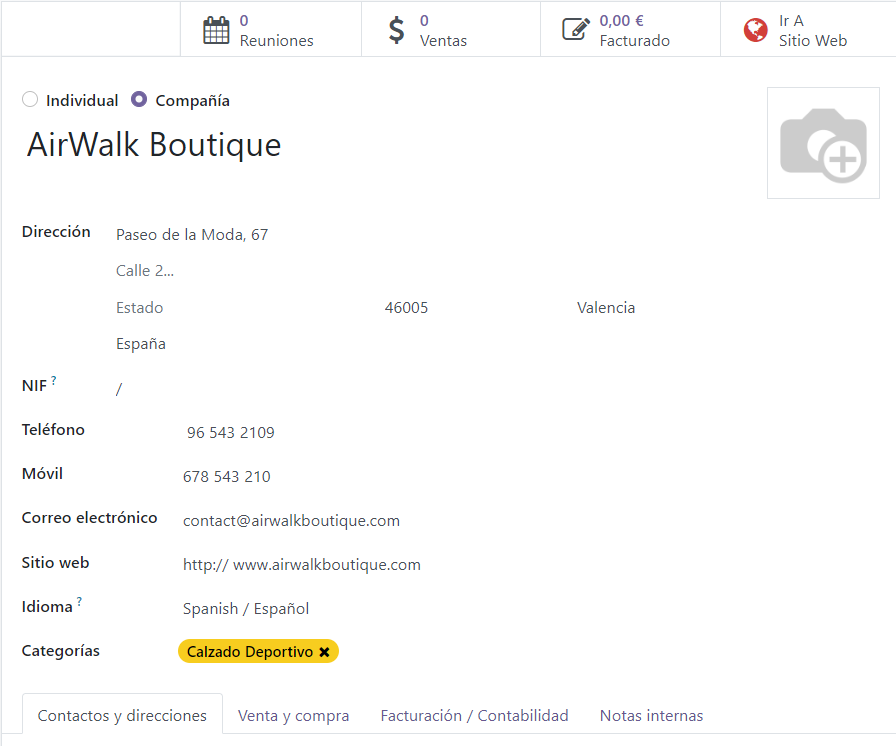 0
Reuniones
0
Ventas
0,00 €
Facturado
Ir A
Sitio Web
Individual Compañía
AirWalk Boutique
Dirección Paseo de la Moda, 67
Calle 2...
Estado 46005 Valencia
España
NIF ? /
Teléfono 96 543 2109
Móvil 678 543 210
Correo electrónico contact@airwalkboutique.com
Sitio web http:// www.airwalkboutique.com
Idioma ? Spanish / Español
Categorías Calzado Deportivo ✖
Contactos y direcciones Venta y compra Facturación / Contabilidad Notas internas